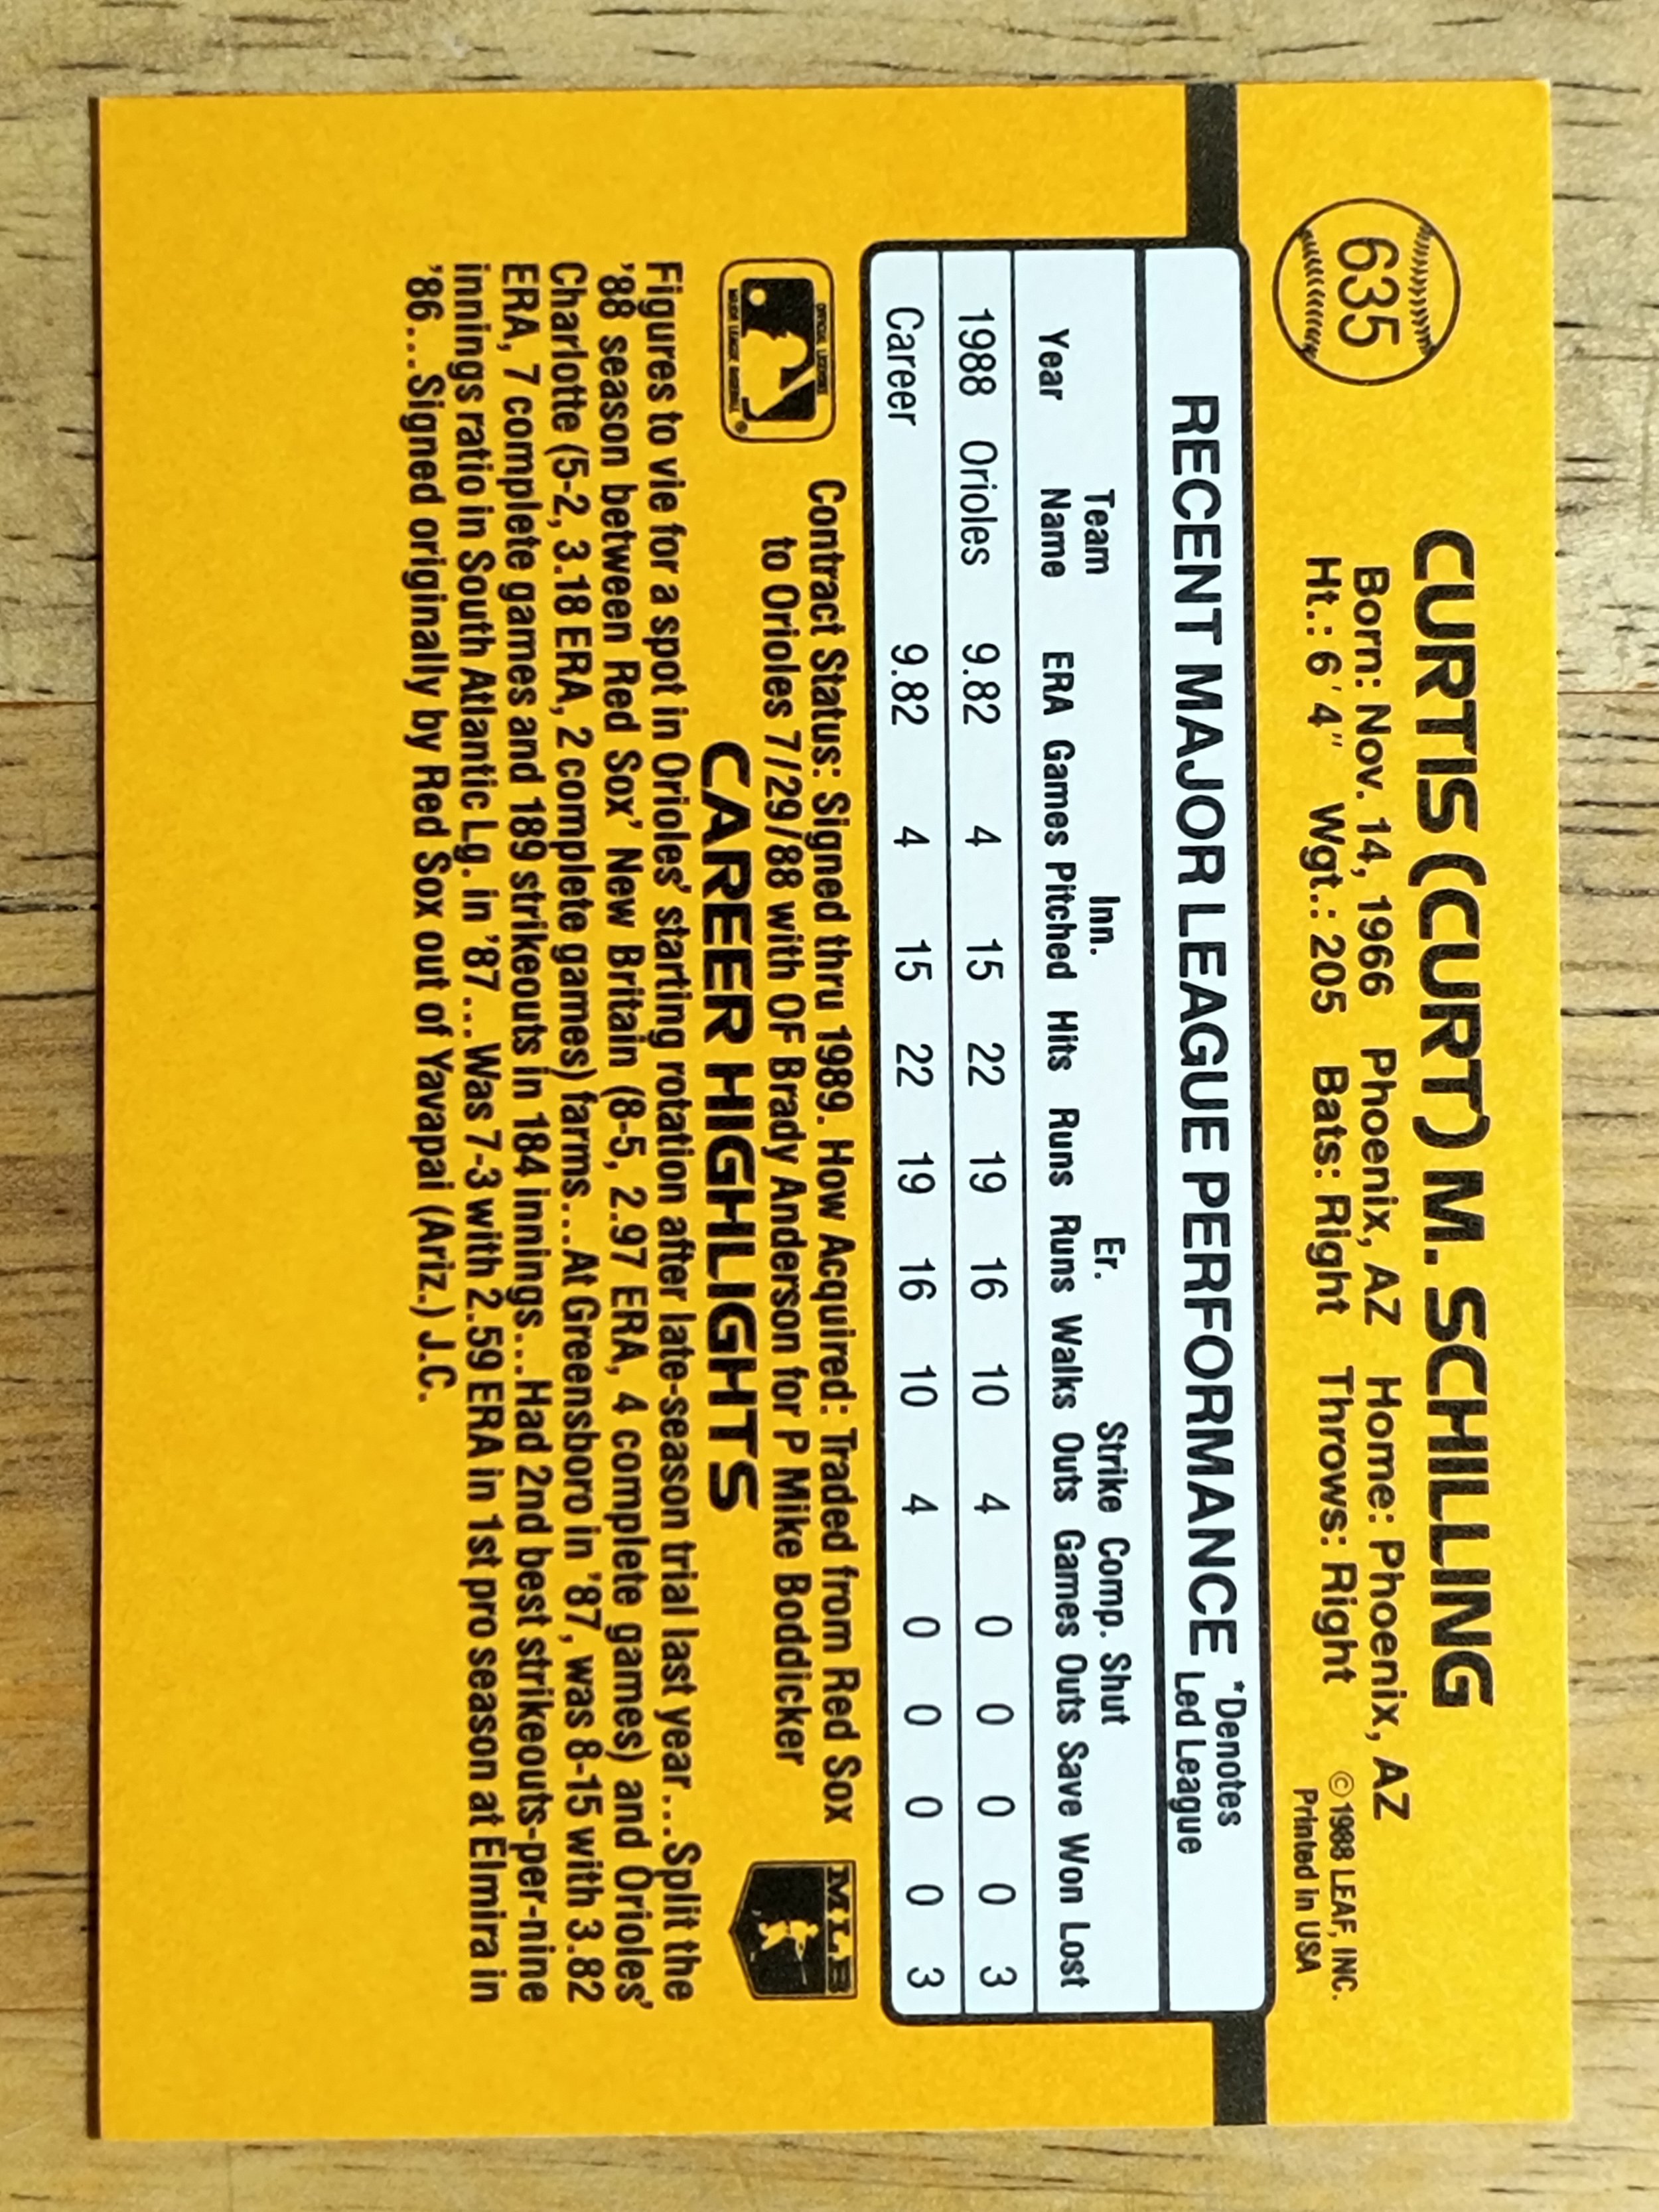 635
CURTIS (CURT) M. SCHILLING
Born: Nov. 14, 1966 Phoenix, AZ Home: Phoenix, AZ
Ht.: 6'4" Wgt.: 205 Bats: Right Throws: Right
© 1988 LEAF, INC.
Printed in USA
RECENT MAJOR LEAGUE PERFORMANCE *Denotes
Led League
Team Inn. Er. Strike Comp. Shut
Year Name ERA Games Pitched Hits Runs Runs Walks Outs Games Outs Save Won Lost
1988 Orioles 9.82 4 15 22 19 16 10 4 0 0 0 0 3
Career 9.82 4 15 22 19 16 10 4 0 0 0 0 3
Contract Status: Signed thru 1989. How Acquired: Traded from Red Sox
to Orioles 7/29/88 with OF Brady Anderson for P Mike Boddicker
MLB
CAREER HIGHLIGHTS
Figures to vie for a spot in Orioles' starting rotation after late-season trial last year...Split the
'88 season between Red Sox' New Britain (8-5, 2.97 ERA, 4 complete games) and Orioles'
Charlotte (5-2, 3.18 ERA, 2 complete games) farms...At Greensboro in '87, was 8-15 with 3.82
ERA, 7 complete games and 189 strikeouts in 184 innings...Had 2nd best strikeouts-per-nine
innings ratio in South Atlantic Lg. in '87...Was 7-3 with 2.59 ERA in 1st pro season at Elmira in
'86...Signed originally by Red Sox out of Yavapai (Ariz.) J.C.